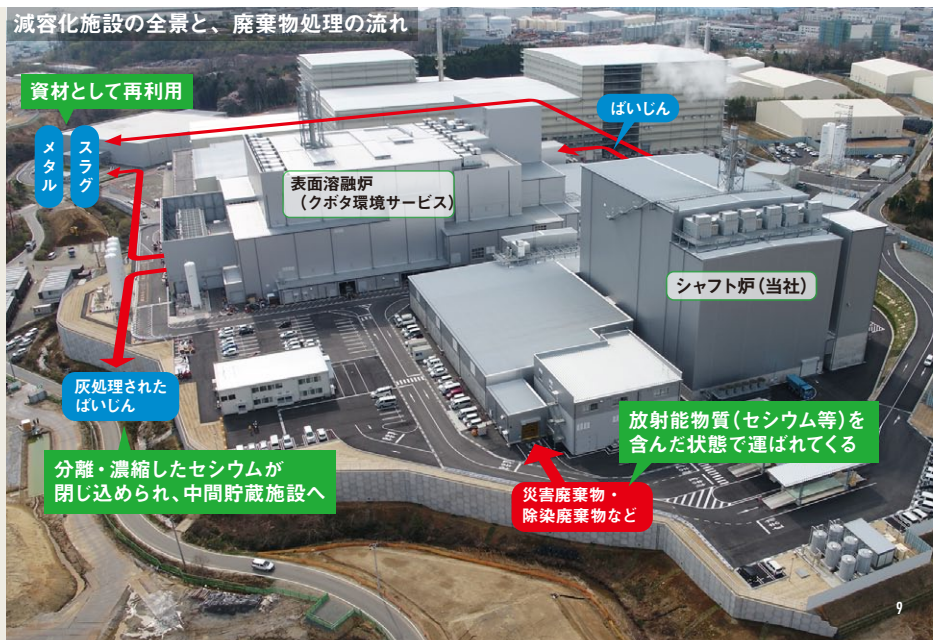 減容化施設の全景と、廃棄物処理の流れ
資材として再利用
メタル
スラグ
ばいじん
表面溶融炉
（クボタ環境サービス）
シャフト炉（当社）
灰処理された
ばいじん
分離・濃縮したセシウムが
閉じ込められ、中間貯蔵施設へ
放射能物質（セシウム等）を
含んだ状態で運ばれてくる
災害廃棄物・
除染廃棄物など
9